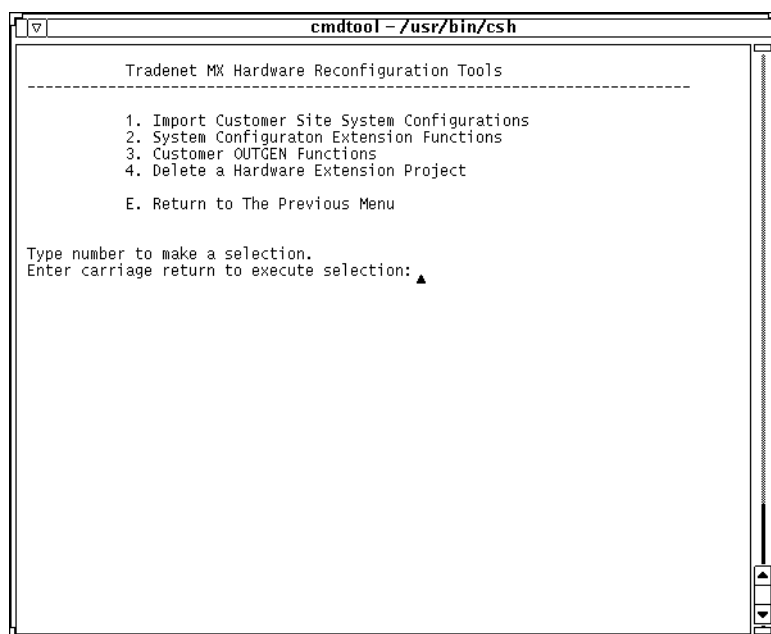 cmdtool – /usr/bin/csh
Tradenet MX Hardware Reconfiguration Tools
--------------------------------------------------------------------------
1. Import Customer Site System Configurations
2. System Configuraton Extension Functions
3. Customer OUTGEN Functions
4. Delete a Hardware Extension Project
E. Return to The Previous Menu
Type number to make a selection.
Enter carriage return to execute selection: